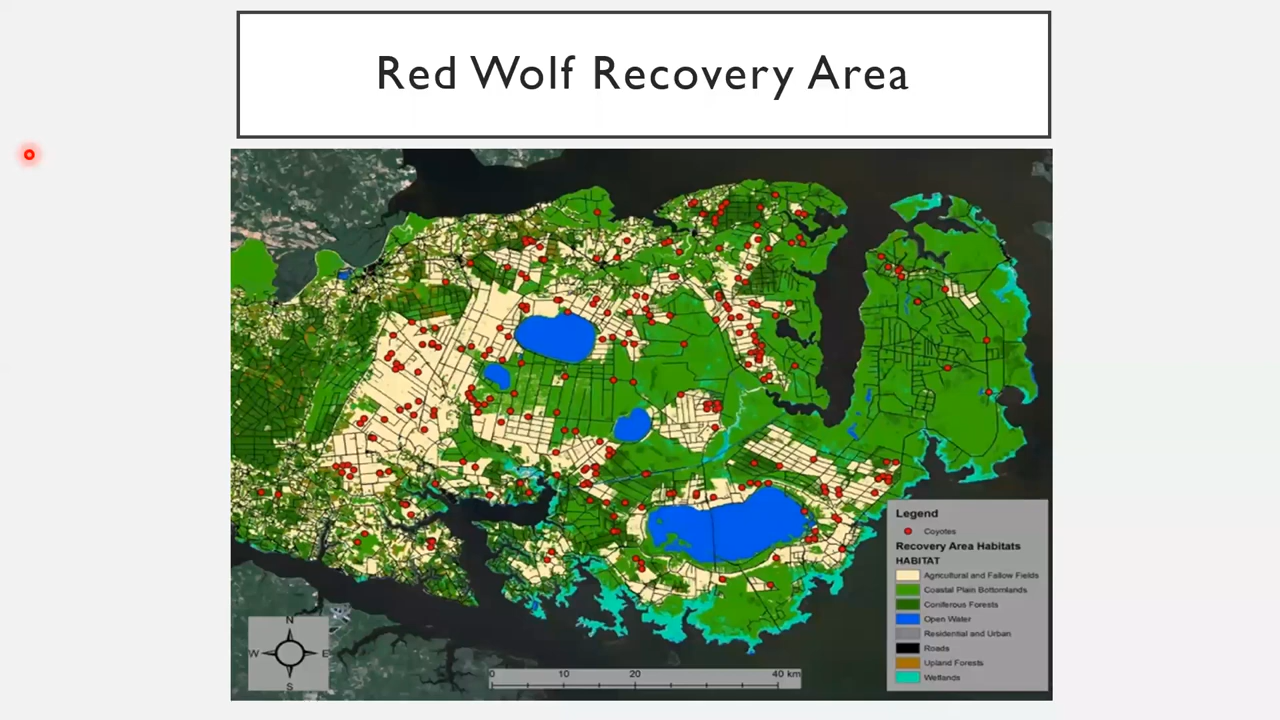 Red Wolf Recovery Area
Legend
Coyotes
Recovery Area Habitats
HABITAT
Agricultural and Fallow Fields
Coastal Plain Bottomlands
Coniferous Forests
Open Water
Residential and Urban
Roads
Upland Forests
Wetlands
N
W E
S
0 10 20 40 km